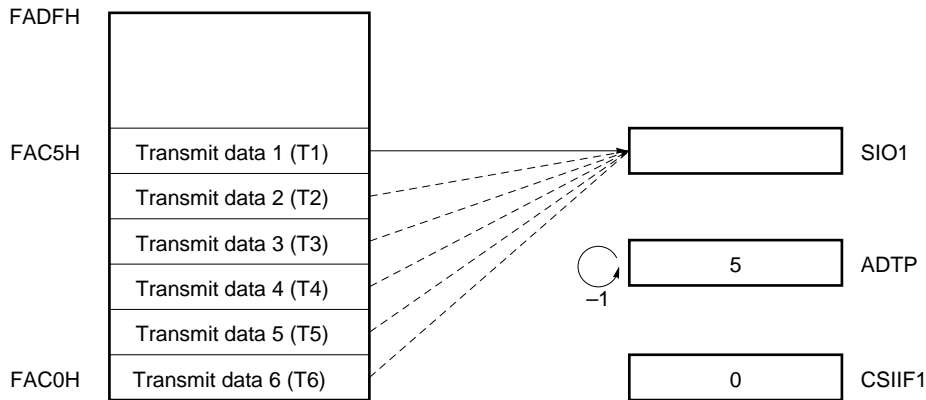 FADFH
FAC5H Transmit data 1 (T1) SIO1
Transmit data 2 (T2)
Transmit data 3 (T3)
5 ADTP
–1
Transmit data 4 (T4)
Transmit data 5 (T5)
FAC0H Transmit data 6 (T6) 0 CSIIF1